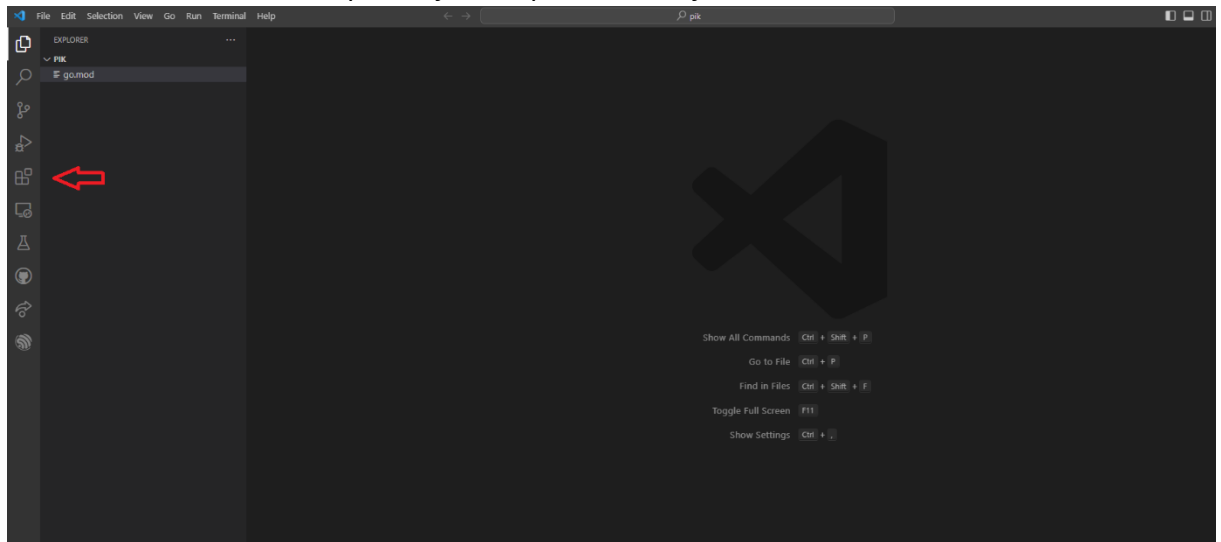 File Edit Selection View Go Run Terminal Help
pik
EXPLORER
PIK
go.mod
Show All Commands Ctrl + Shift + P
Go to File Ctrl + P
Find in Files Ctrl + Shift + F
Toggle Full Screen F11
Show Settings Ctrl + ,